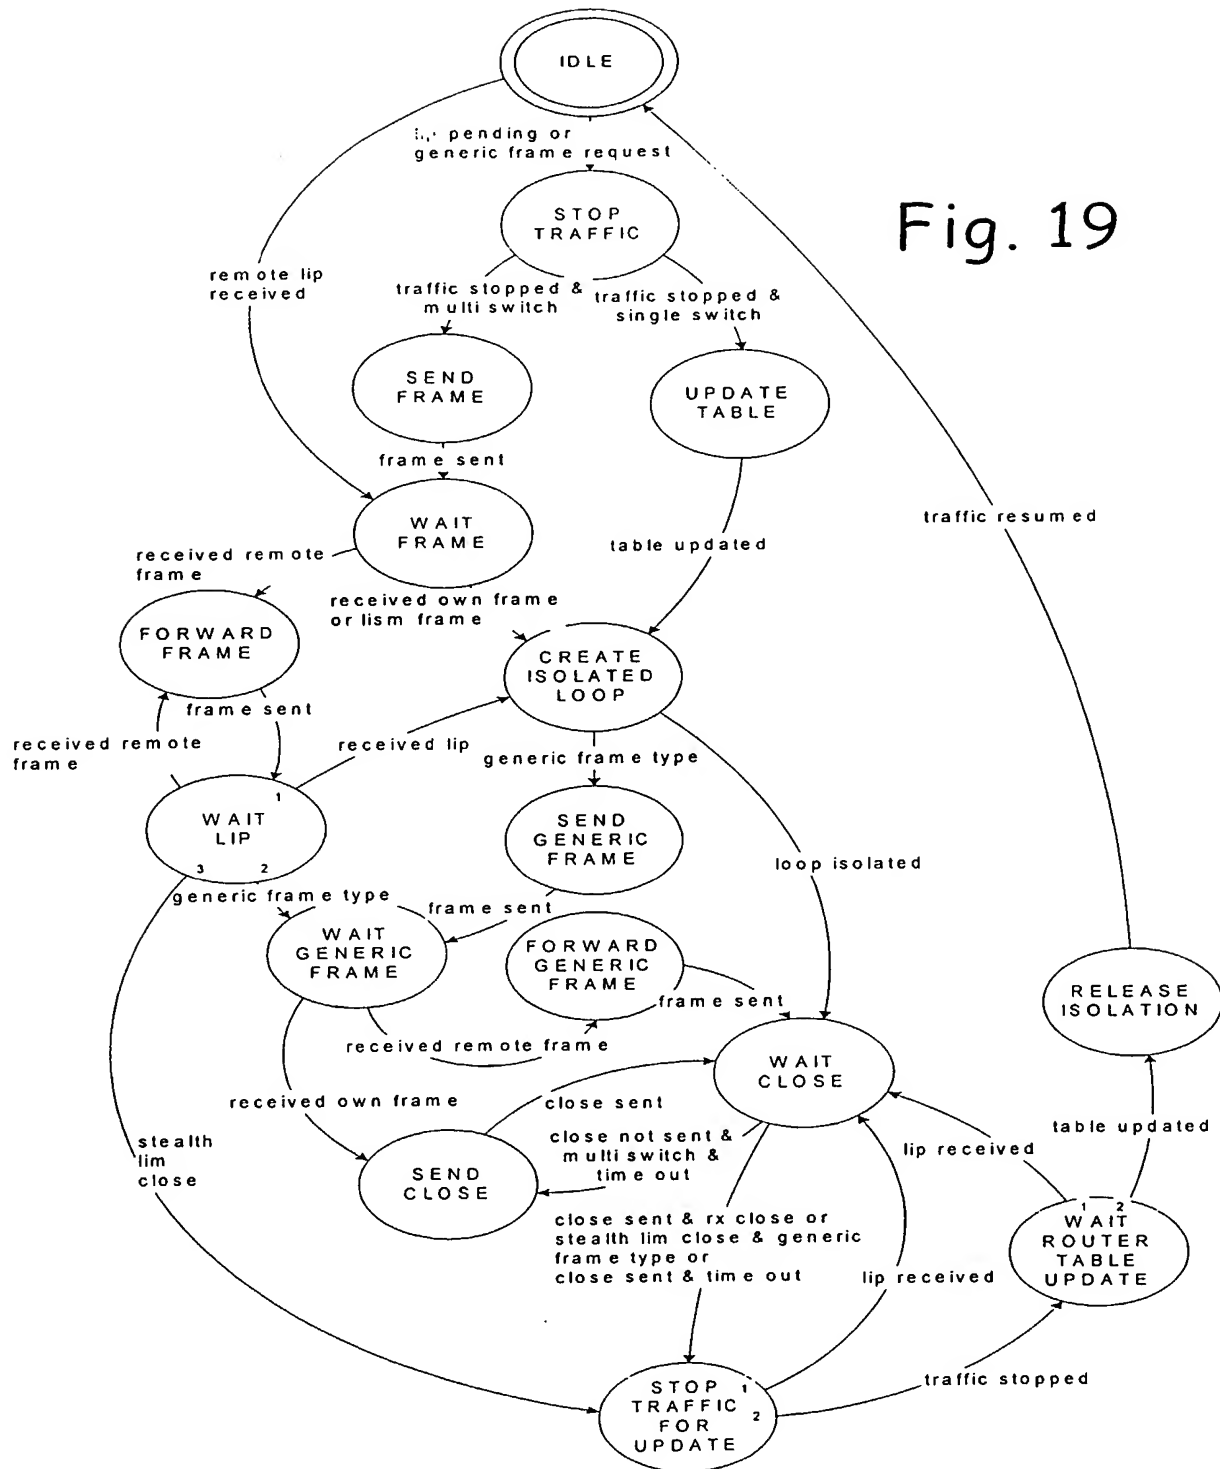 IDLE
pending or
generic frame request
STOP
TRAFFIC
Fig. 19
remote lip
received
traffic stopped &
multi switch
traffic stopped &
single switch
SEND
FRAME
UPDATE
TABLE
frame sent
WAIT
FRAME
traffic resumed
received remote
frame
table updated
received own frame
or lism frame
FORWARD
FRAME
CREATE
ISOLATED
LOOP
frame sent
received remote
frame
received lip
generic frame type
1
WAIT
LIP
3 2
SEND
GENERIC
FRAME
loop isolated
generic frame type
frame sent
WAIT
GENERIC
FRAME
FORWARD
GENERIC
FRAME
frame sent
RELEASE
ISOLATION
received remote frame
WAIT
CLOSE
received own frame
close sent
stealth
lim
close
close not sent &
multi switch &
time out
lip received
table updated
SEND
CLOSE
1 2
WAIT
ROUTER
TABLE
UPDATE
close sent & rx close or
stealth lim close & generic
frame type or
close sent & time out
lip received
traffic stopped
STOP 1
TRAFFIC 2
FOR
UPDATE